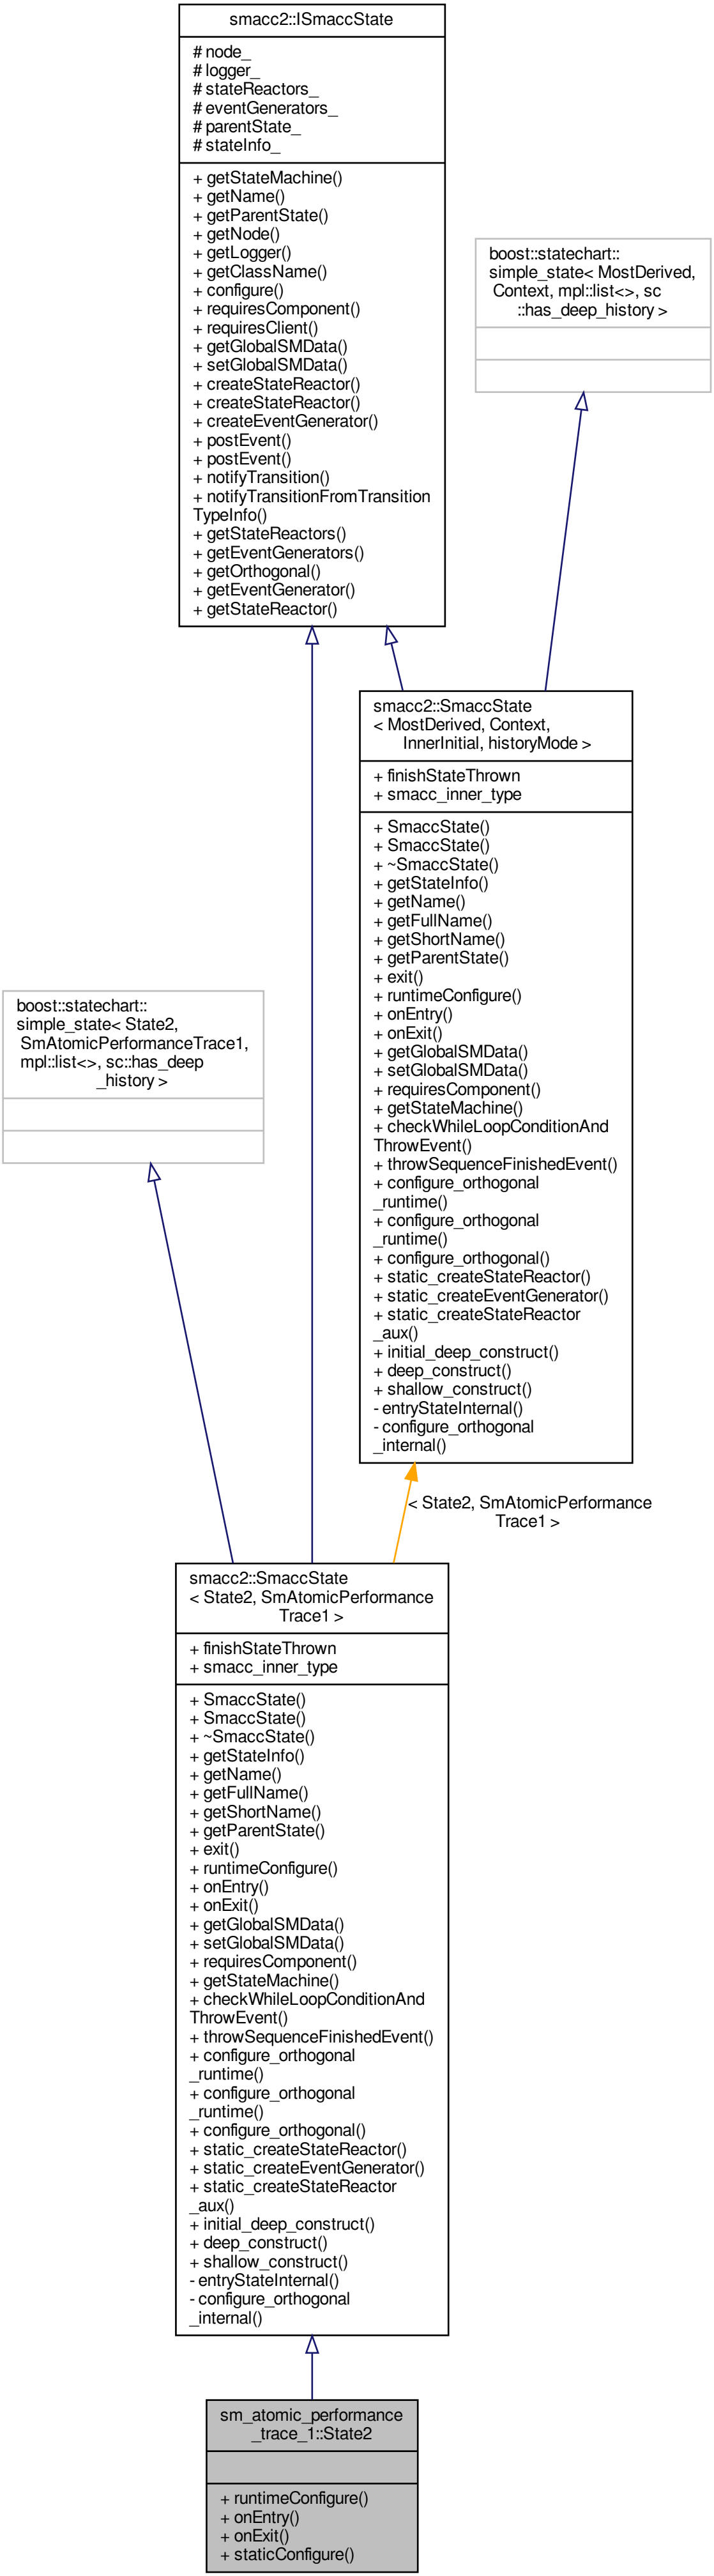 smacc2::ISmaccState
# node_
# logger_
# stateReactors_
# eventGenerators_
# parentState_
# stateInfo_
+ getStateMachine()
+ getName()
+ getParentState()
+ getNode()
+ getLogger()
+ getClassName()
+ configure()
+ requiresComponent()
+ requiresClient()
+ getGlobalSMData()
+ setGlobalSMData()
+ createStateReactor()
+ createStateReactor()
+ createEventGenerator()
+ postEvent()
+ postEvent()
+ notifyTransition()
+ notifyTransitionFromTransition
TypeInfo()
+ getStateReactors()
+ getEventGenerators()
+ getOrthogonal()
+ getEventGenerator()
+ getStateReactor()
boost::statechart::
simple_state< MostDerived,
Context, mpl::list<>, sc
::has_deep_history >
smacc2::SmaccState
< MostDerived, Context,
InnerInitial, historyMode >
+ finishStateThrown
+ smacc_inner_type
+ SmaccState()
+ SmaccState()
+ ~SmaccState()
+ getStateInfo()
+ getName()
+ getFullName()
+ getShortName()
+ getParentState()
+ exit()
+ runtimeConfigure()
+ onEntry()
+ onExit()
+ getGlobalSMData()
+ setGlobalSMData()
+ requiresComponent()
+ getStateMachine()
+ checkWhileLoopConditionAnd
ThrowEvent()
+ throwSequenceFinishedEvent()
+ configure_orthogonal
_runtime()
+ configure_orthogonal
_runtime()
+ configure_orthogonal()
+ static_createStateReactor()
+ static_createEventGenerator()
+ static_createStateReactor
_aux()
+ initial_deep_construct()
+ deep_construct()
+ shallow_construct()
- entryStateInternal()
- configure_orthogonal
_internal()
boost::statechart::
simple_state< State2,
SmAtomicPerformanceTrace1,
mpl::list<>, sc::has_deep
_history >
< State2, SmAtomicPerformance
Trace1 >
smacc2::SmaccState
< State2, SmAtomicPerformance
Trace1 >
+ finishStateThrown
+ smacc_inner_type
+ SmaccState()
+ SmaccState()
+ ~SmaccState()
+ getStateInfo()
+ getName()
+ getFullName()
+ getShortName()
+ getParentState()
+ exit()
+ runtimeConfigure()
+ onEntry()
+ onExit()
+ getGlobalSMData()
+ setGlobalSMData()
+ requiresComponent()
+ getStateMachine()
+ checkWhileLoopConditionAnd
ThrowEvent()
+ throwSequenceFinishedEvent()
+ configure_orthogonal
_runtime()
+ configure_orthogonal
_runtime()
+ configure_orthogonal()
+ static_createStateReactor()
+ static_createEventGenerator()
+ static_createStateReactor
_aux()
+ initial_deep_construct()
+ deep_construct()
+ shallow_construct()
- entryStateInternal()
- configure_orthogonal
_internal()
sm_atomic_performance
_trace_1::State2
+ runtimeConfigure()
+ onEntry()
+ onExit()
+ staticConfigure()